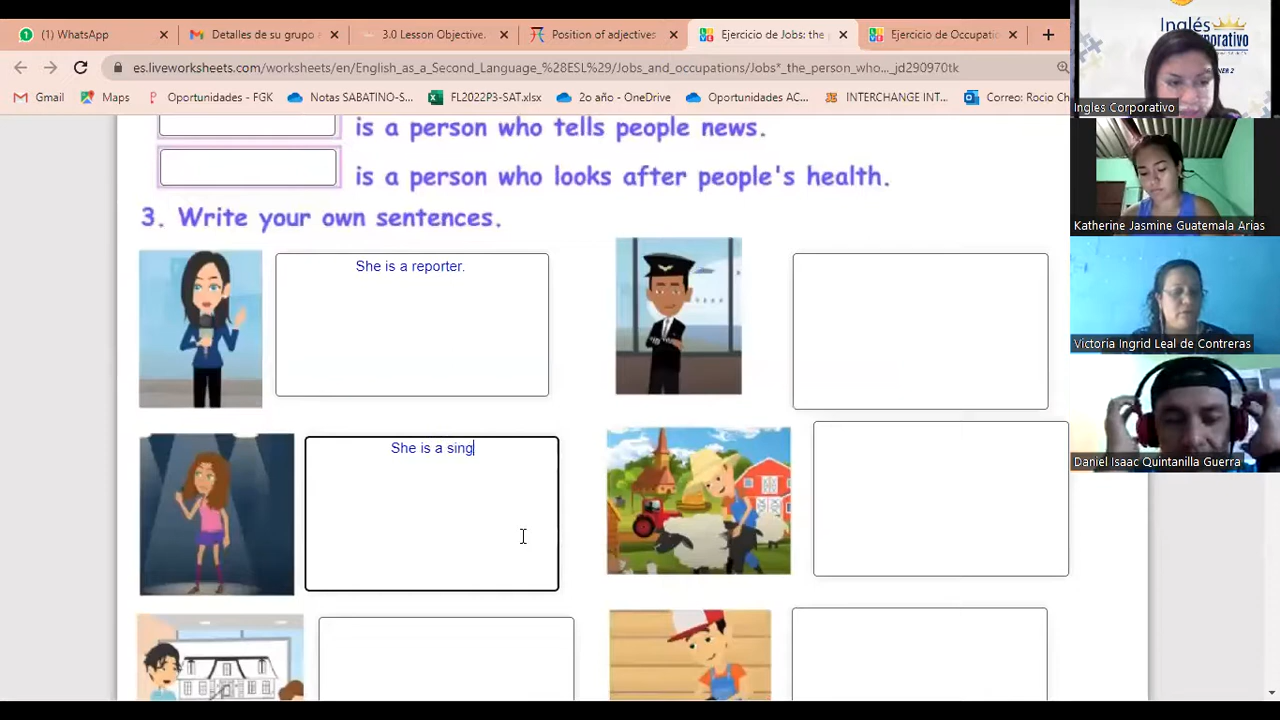 (1) WhatsApp
Detalles de su grupo
3.0 Lesson Objective
Position of adjectives
Ejercicio de Jobs: the
Ejercicio de Occupati
es.liveworksheets.com/worksheets/en/English_as_a_Second_Language_%28ESL%29/Jobs_and_occupations/Jobs*_the_person_who..._jd290970tk
Gmail
Maps
Oportunidades - FGK
Notas SABATINO-S...
FL2022P3-SAT.xlsx
2o año - OneDrive
Oportunidades AC...
INTERCHANGE INT...
Correo: Rocio Ch
is a person who tells people news.
is a person who looks after people's health.
3. Write your own sentences.
She is a reporter.
She is a sing
Inglés
Ingles Corporativo
Katherine Jasmine Guatemala Arias
Victoria Ingrid Leal de Contreras
Daniel Isaac Quintanilla Guerra